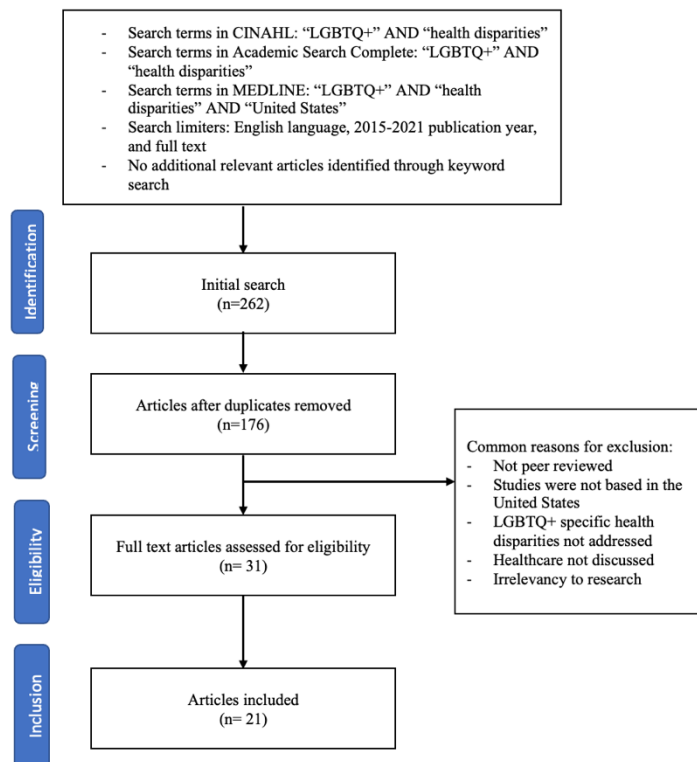 - Search terms in CINAHL: “LGBTQ+” AND “health disparities”
- Search terms in Academic Search Complete: “LGBTQ+” AND
“health disparities”
- Search terms in MEDLINE: “LGBTQ+” AND “health
disparities” AND “United States”
- Search limiters: English language, 2015-2021 publication year,
and full text
- No additional relevant articles identified through keyword
search
Identification
Initial search
(n=262)
Screening
Articles after duplicates removed
(n=176)
Common reasons for exclusion:
- Not peer reviewed
- Studies were not based in the
United States
- LGBTQ+ specific health
disparities not addressed
- Healthcare not discussed
- Irrelevancy to research
Eligibility
Full text articles assessed for eligibility
(n= 31)
Inclusion
Articles included
(n= 21)